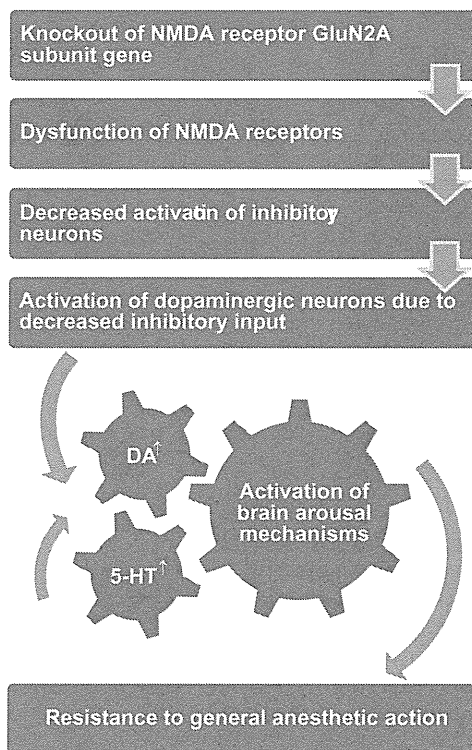 Knockout of NMDA receptor GluN2A
subunit gene
Dysfunction of NMDA receptors
Decreased activatin of inhibitoy
neurons
Activation of dopaminergic neurons due to
decreased inhibitory input
DA↑
5-HT↑
Activation of
brain arousal
mechanisms
Resistance to general anesthetic action